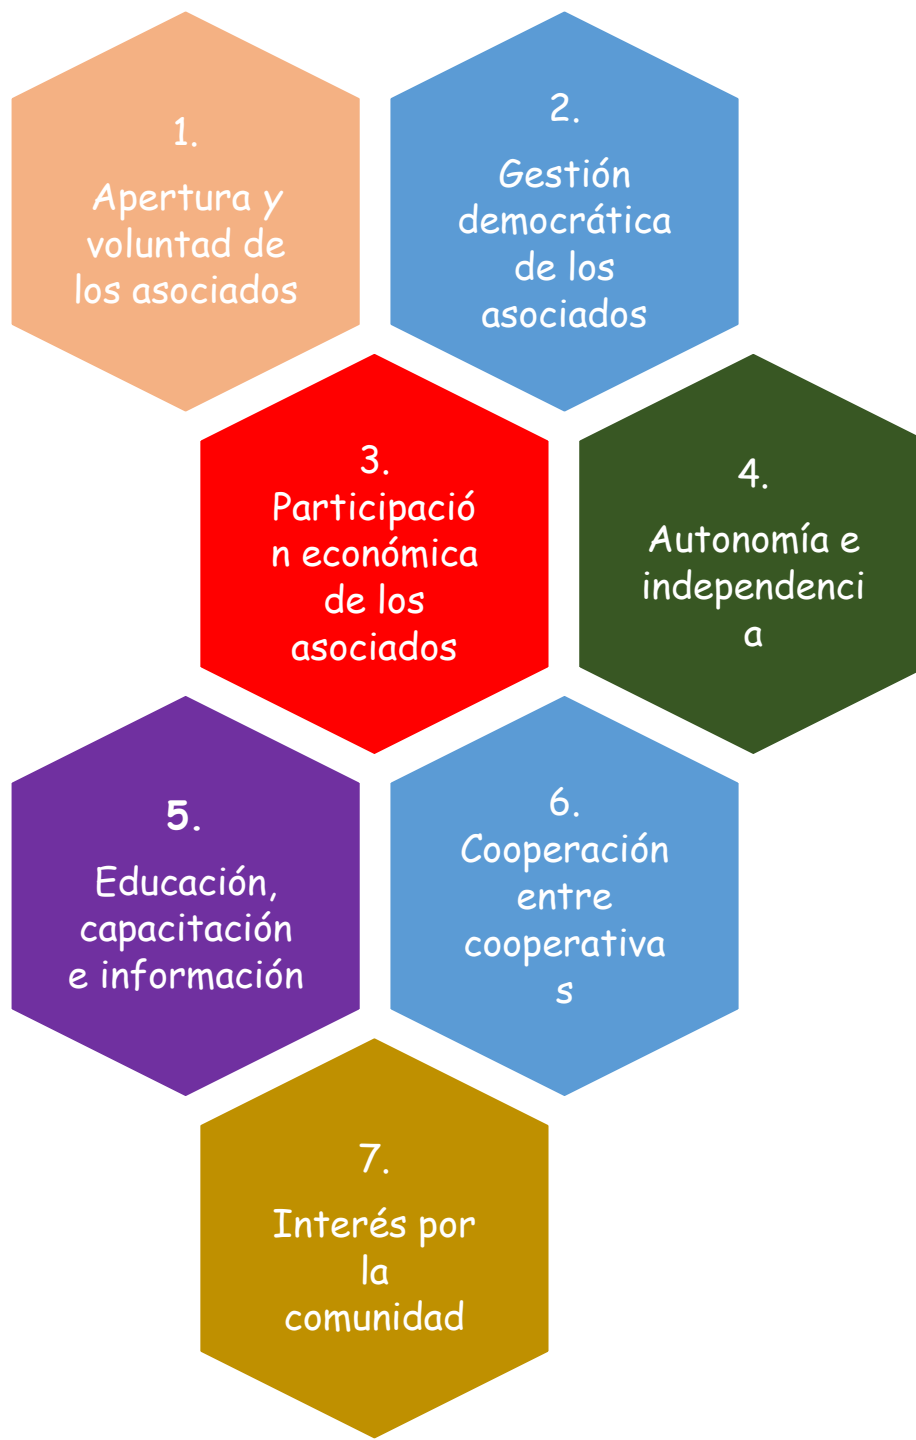 1.
Apertura y
voluntad de
los asociados
2.
Gestión
democrática
de los
asociados
3.
Participació
n económica
de los
asociados
4.
Autonomía e
independenci
a
5.
Educación,
capacitación
e información
6.
Cooperación
entre
cooperativa
s
7.
Interés por
la
comunidad